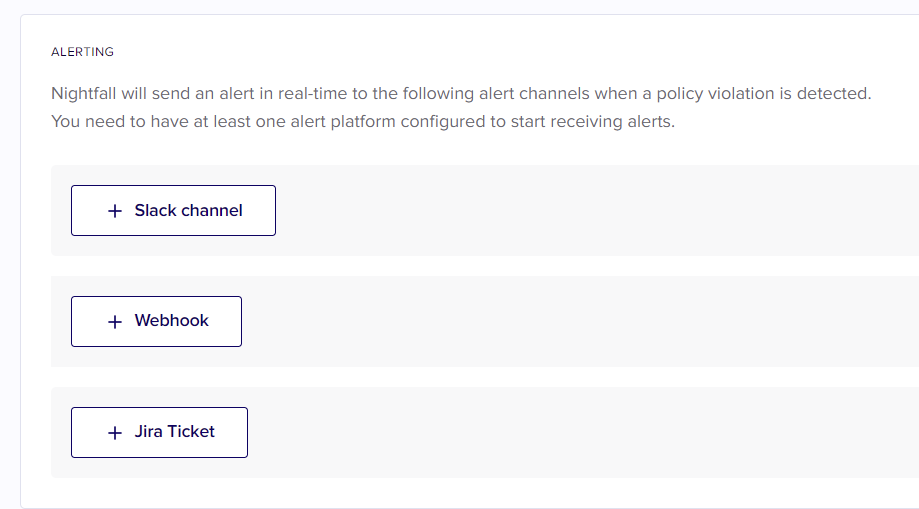 ALERTING
Nightfall will send an alert in real-time to the following alert channels when a policy violation is detected.
You need to have at least one alert platform configured to start receiving alerts.
+ Slack channel
+ Webhook
+ Jira Ticket